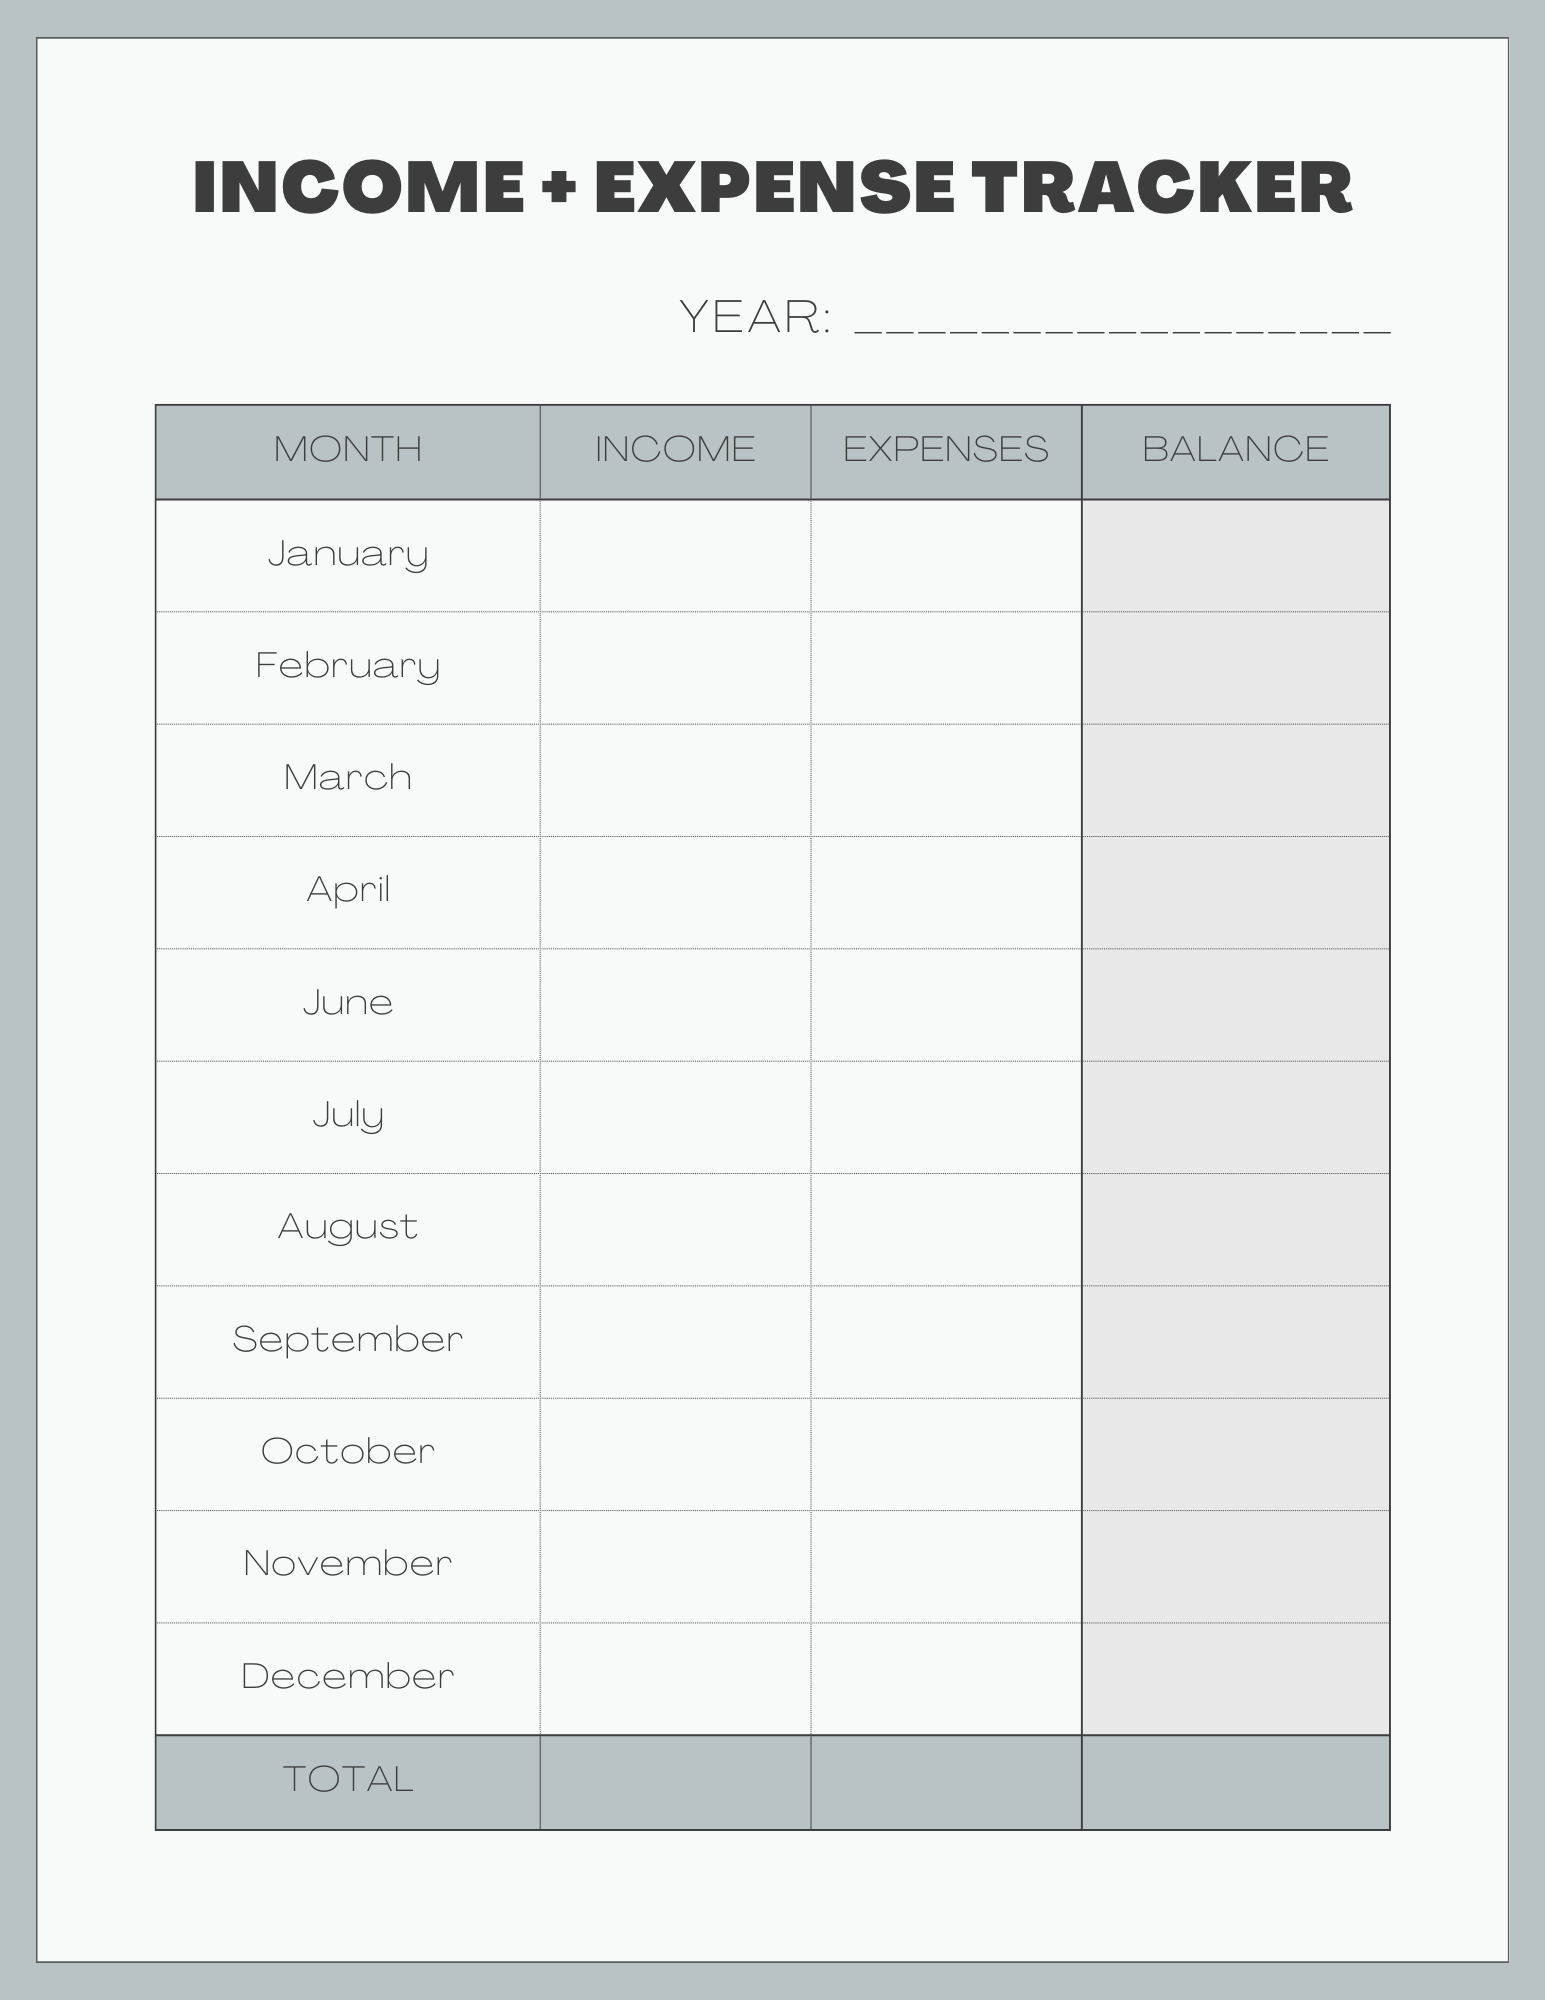 INCOME + EXPENSE TRACKER
YEAR: _________________
MONTH INCOME EXPENSES BALANCE
January
February
March
April
June
July
August
September
October
November
December
TOTAL